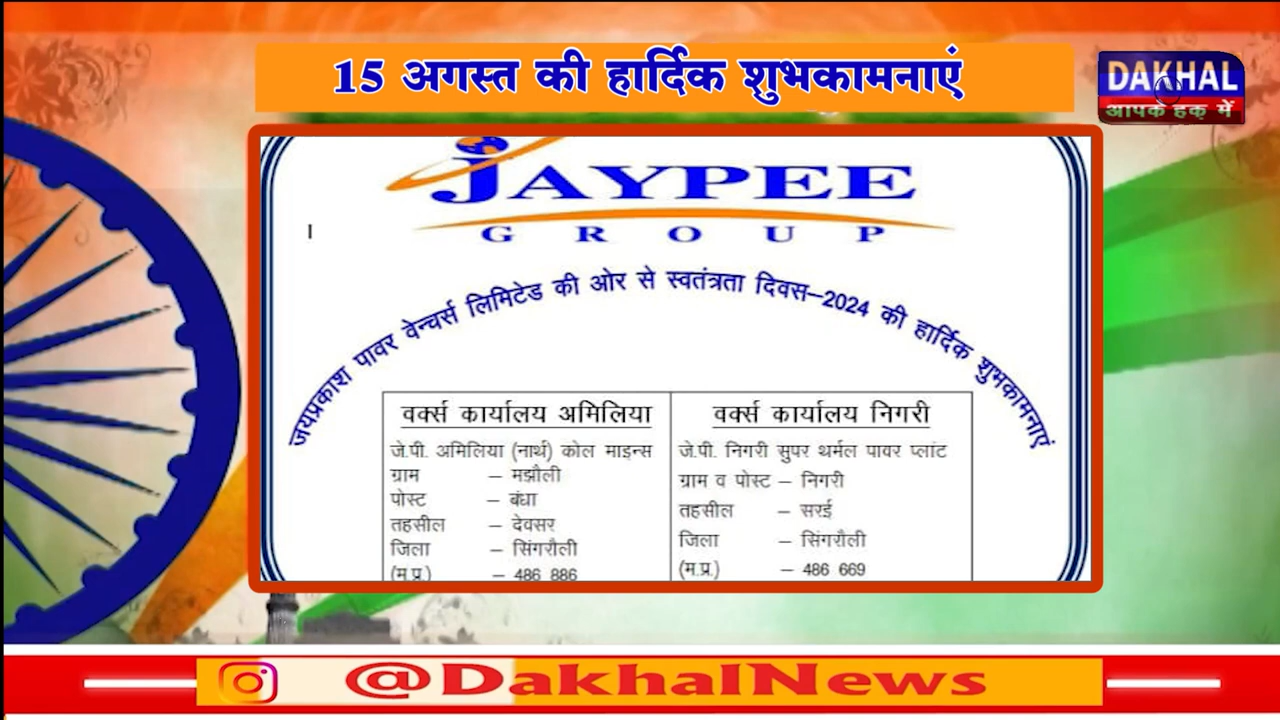 15 अगस्त की हार्दिक शुभकामनाएं
DAKHAL
आपके हक़ में
JAYPEE
GROUP
जयप्रकाश पावर वेन्चर्स लिमिटेड की ओर से स्वतंत्रता दिवस–2024 की हार्दिक शुभकामनाएं
वर्क्स कार्यालय अमिलिया
जे.पी. अमिलिया (नार्थ) कोल माइन्स
ग्राम – मझौली
पोस्ट – बंधा
तहसील – देवसर
जिला – सिंगरौली
(म.प्र.) – 486 886
वर्क्स कार्यालय निगरी
जे.पी. निगरी सुपर थर्मल पावर प्लांट
ग्राम व पोस्ट – निगरी
तहसील – सरई
जिला – सिंगरौली
(म.प्र.) – 486 669
@DakhalNews